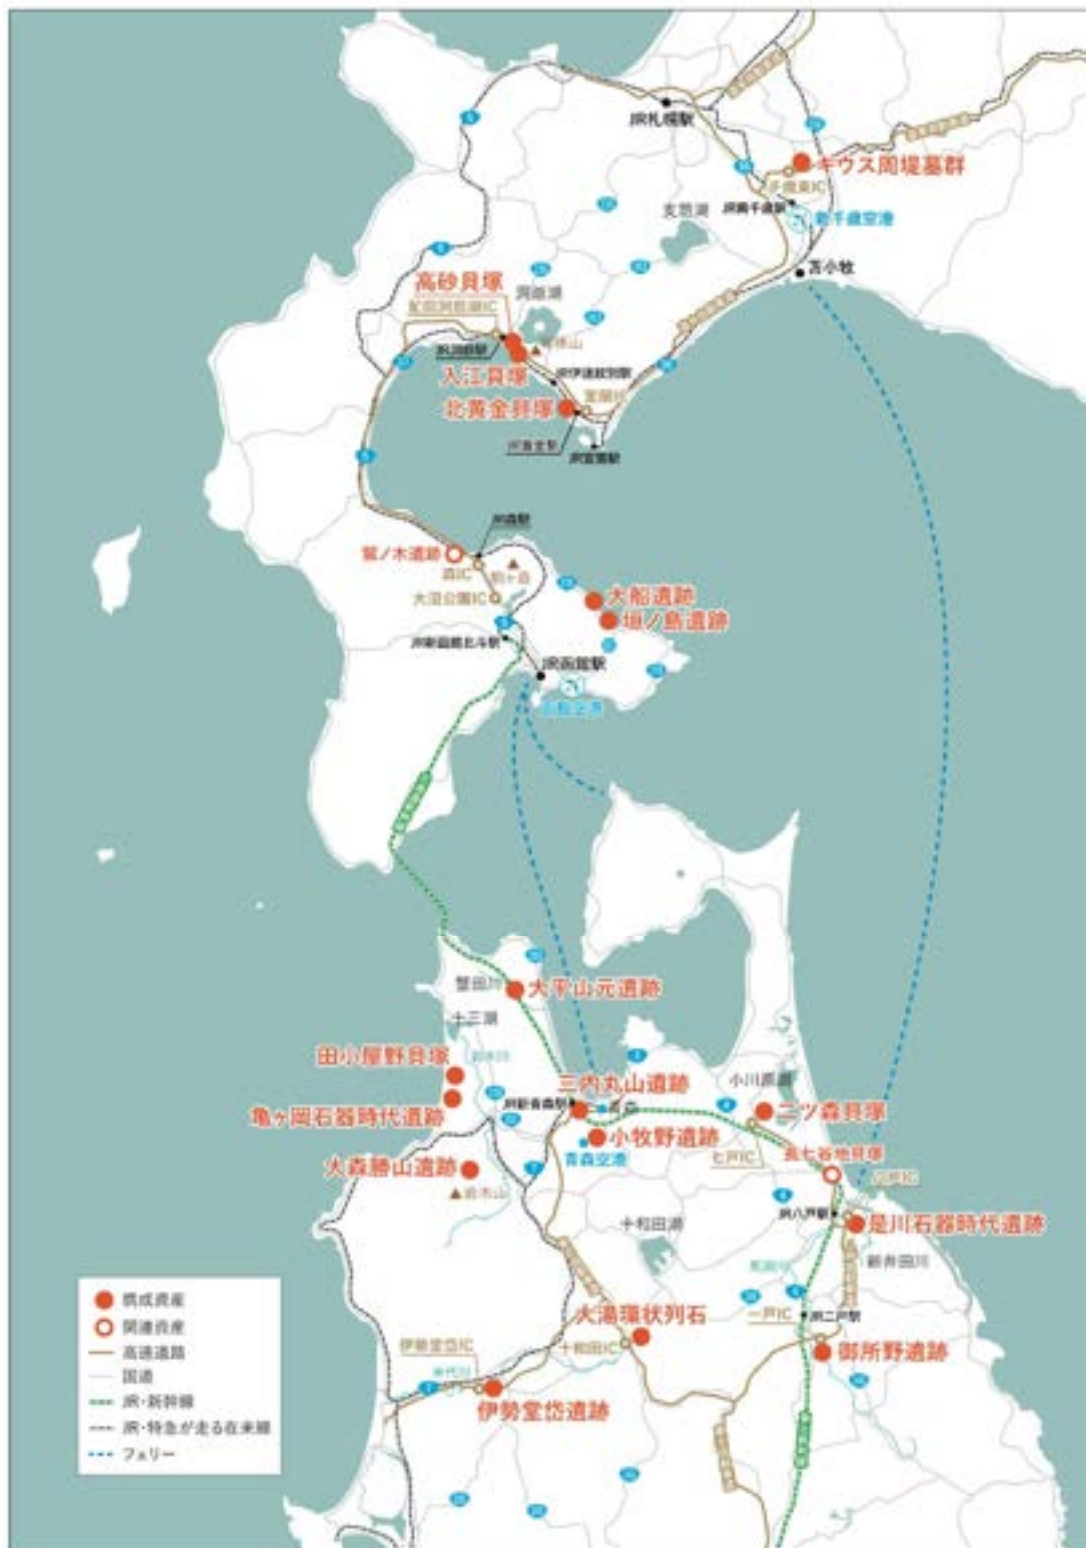 JR札幌駅
キウス周堤墓群
千歳東IC
支笏湖
JR南千歳駅
新千歳空港
苫小牧
高砂貝塚
虻田洞爺湖IC
洞爺湖
JR洞爺駅
有珠山
入江貝塚
JR伊達紋別駅
北黄金貝塚
室蘭IC
JR黄金駅
JR室蘭駅
JR森駅
鷲ノ木遺跡
森IC
駒ヶ岳
大沼公園IC
大船遺跡
垣ノ島遺跡
JR新函館北斗駅
JR函館駅
函館空港
蟹田川
大平山元遺跡
十三湖
田小屋野貝塚
岩木川
三内丸山遺跡
小川原湖
亀ヶ岡石器時代遺跡
JR新青森駅
二ツ森貝塚
小牧野遺跡
青森空港
七戸IC
長七谷地貝塚
大森勝山遺跡
岩木山
八戸IC
JR八戸駅
是川石器時代遺跡
十和田湖
新井田川
馬淵川
大湯環状列石
一戸IC
JR二戸駅
伊勢堂岱IC
十和田IC
御所野遺跡
米代川
伊勢堂岱遺跡
構成資産
関連資産
高速道路
国道
JR・新幹線
JR・特急が走る在来線
フェリー